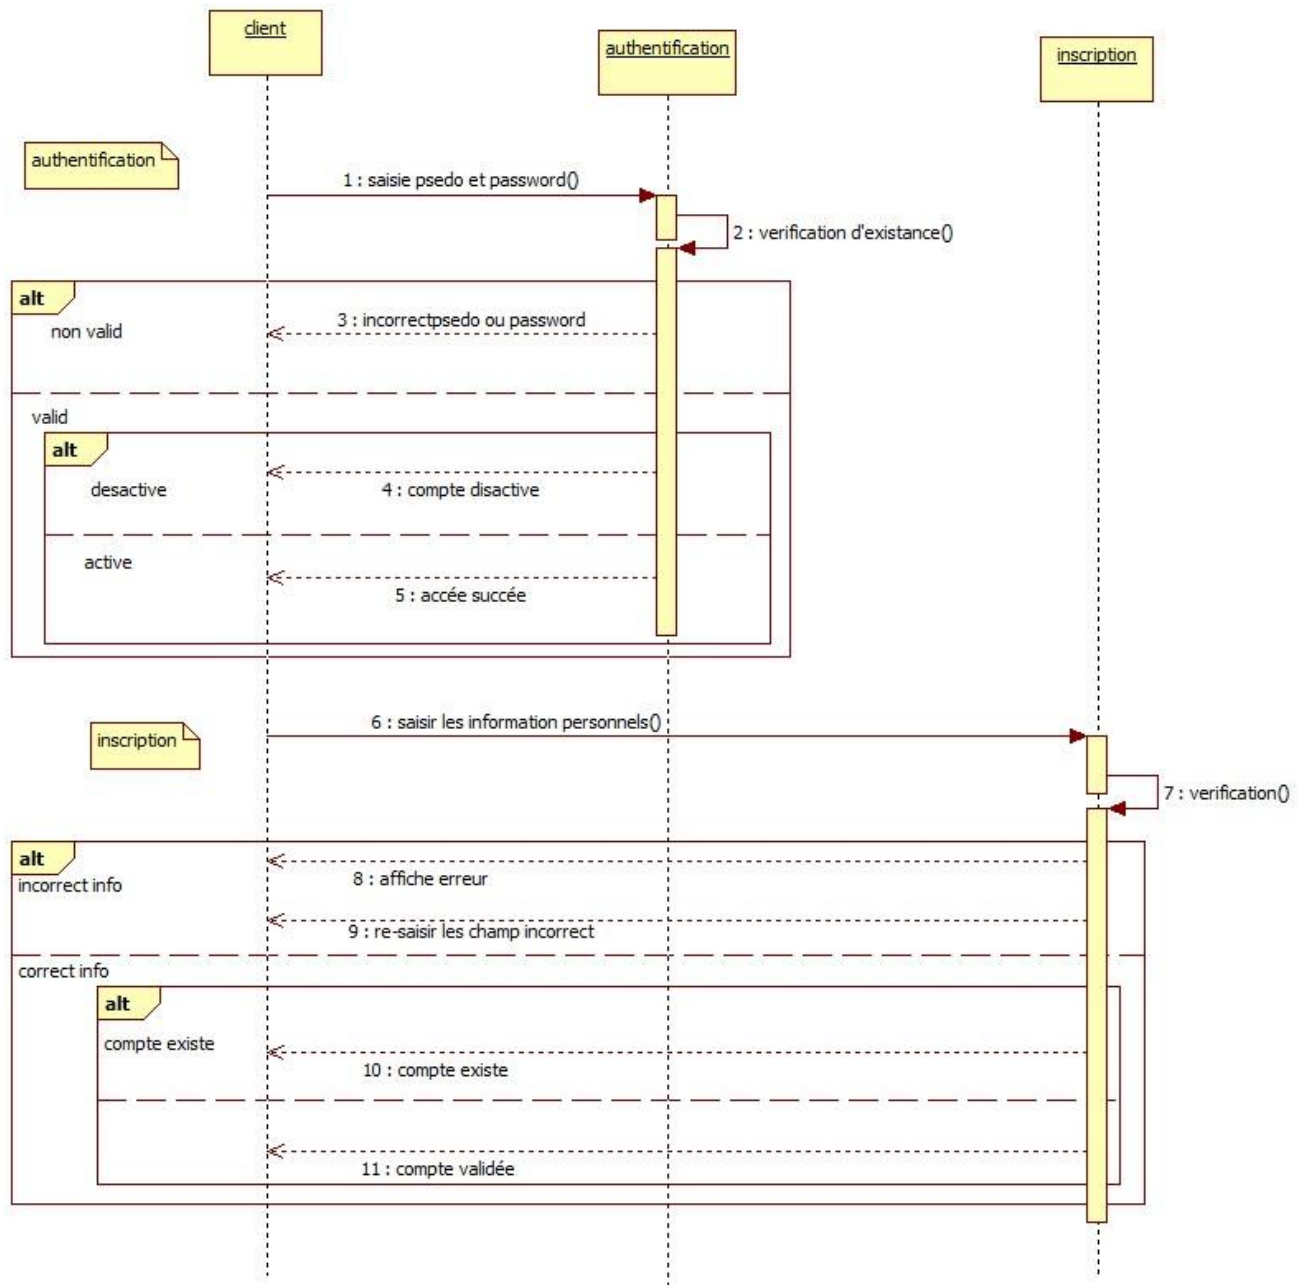 client
authentification
inscription
authentification
1 : saisie psedo et password()
2 : verification d'existance()
alt
3 : incorrectpsedo ou password
non valid
valid
alt
desactive
4 : compte disactive
active
5 : accée succée
6 : saisir les information personnels()
inscription
7 : verification()
alt
8 : affiche erreur
incorrect info
9 : re-saisir les champ incorrect
correct info
alt
compte existe
10 : compte existe
11 : compte validée